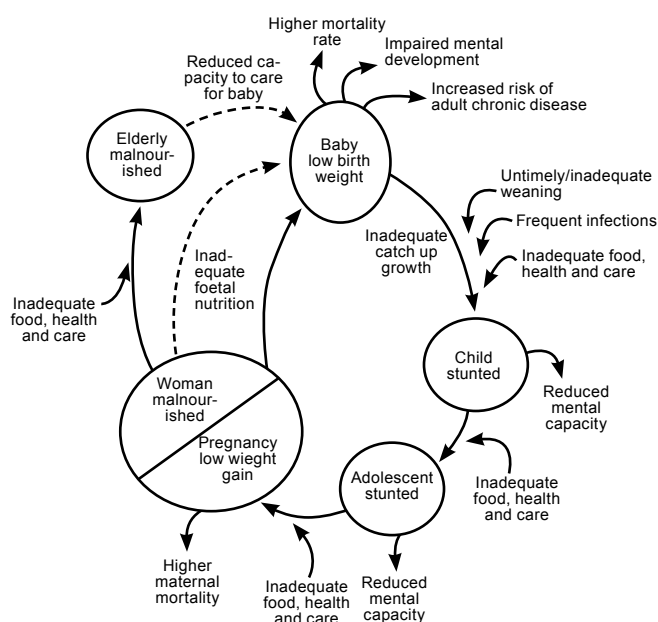 Higher mortality
rate
Impaired mental
development
Increased risk of
adult chronic disease
Reduced ca-
pacity to care
for baby
Elderly
malnour-
ished
Baby
low birth
weight
Untimely/inadequate
weaning
Frequent infections
Inadequate food,
health and care
Inadequate
catch up
growth
Inad-
equate
foetal
nutrition
Inadequate
food, health
and care
Child
stunted
Reduced
mental
capacity
Woman
malnour-
ished
Pregnancy
low wieght
gain
Adolescent
stunted
Inadequate
food, health
and care
Higher
maternal
mortality
Inadequate
food, health
and care
Reduced
mental
capacity